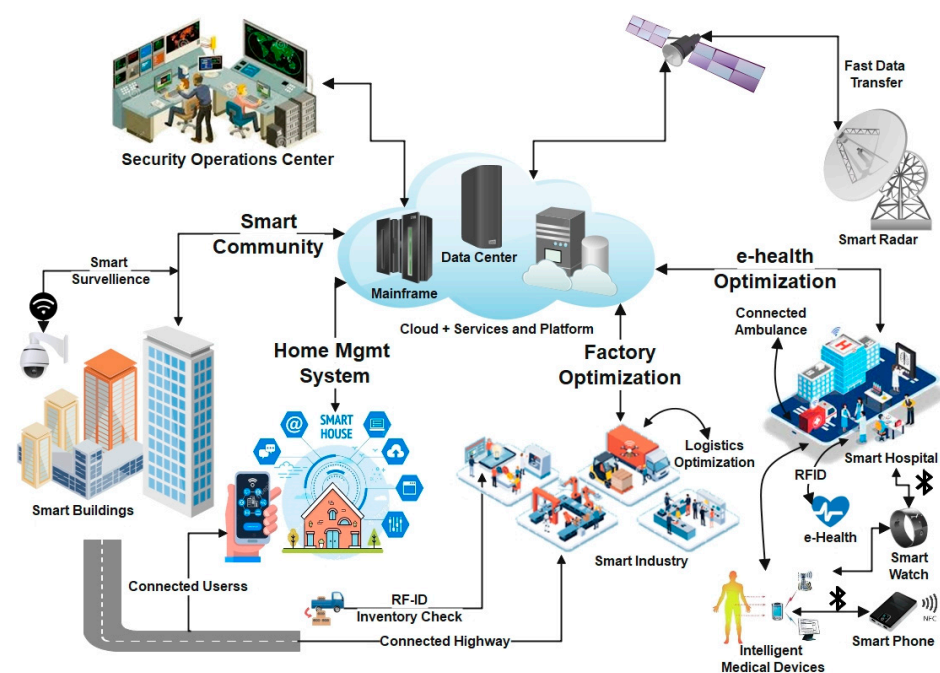 Security Operations Center
Fast Data
Transfer
Smart Radar
Smart
Community
Smart
Survellience
Data Center
Mainframe
Cloud + Services and Platform
e-health
Optimization
Connected
Ambulance
H
Home Mgmt
System
Factory
Optimization
@
SMART
HOUSE
Logistics
Optimization
Smart Buildings
Smart Hospital
RFID
e-Health
Smart
Watch
Smart Industry
Connected Userss
RF-ID
Inventory Check
Connected Highway
Intelligent
Medical Devices
NFC
Smart Phone